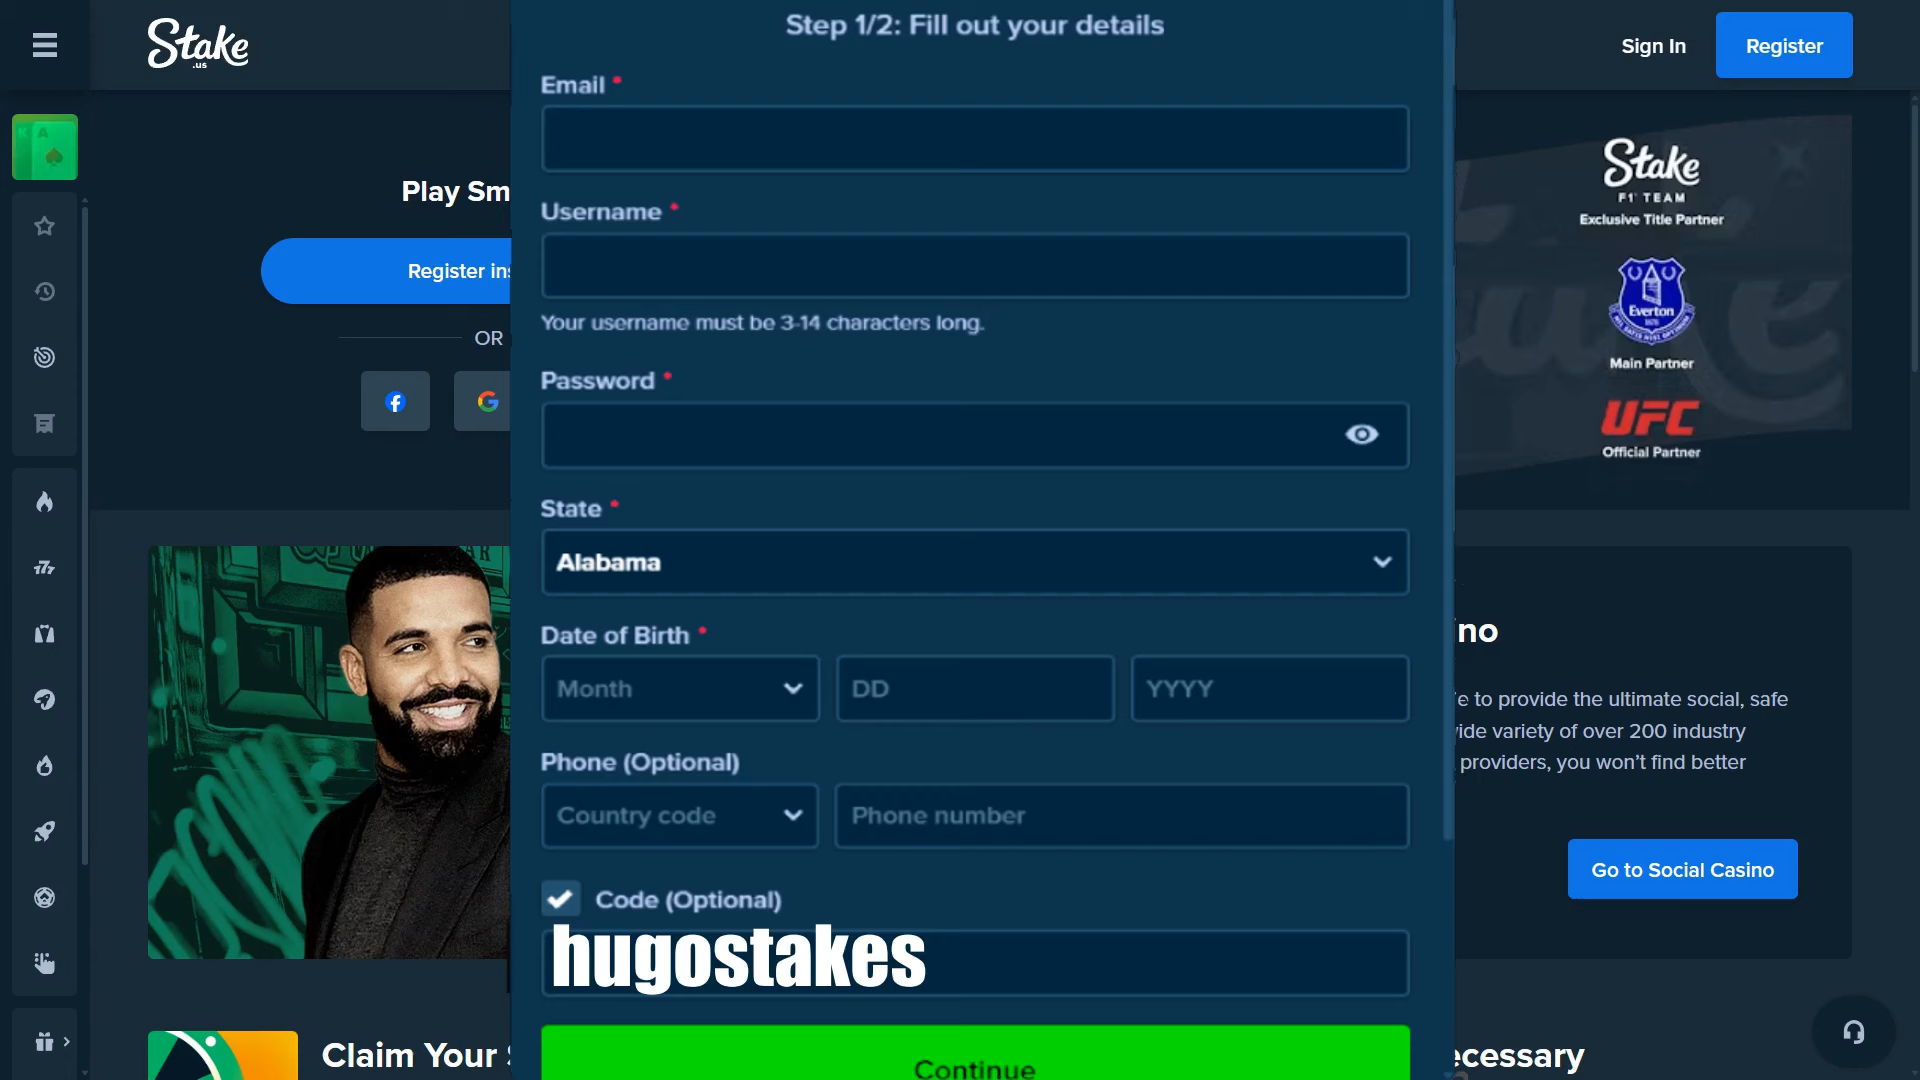 Stake
.us
Sign In
Register
Play Sm
Register ins
OR
Step 1/2: Fill out your details
Email *
Username *
Your username must be 3-14 characters long.
Password *
State *
Alabama
Date of Birth *
Month
DD
YYYY
Phone (Optional)
Country code
Phone number
Code (Optional)
hugostakes
Continue
Stake
F1 TEAM
Exclusive Title Partner
Everton
Main Partner
UFC
Official Partner
no
e to provide the ultimate social, safe
ide variety of over 200 industry
providers, you won't find better
Go to Social Casino
Claim Your
ecessary